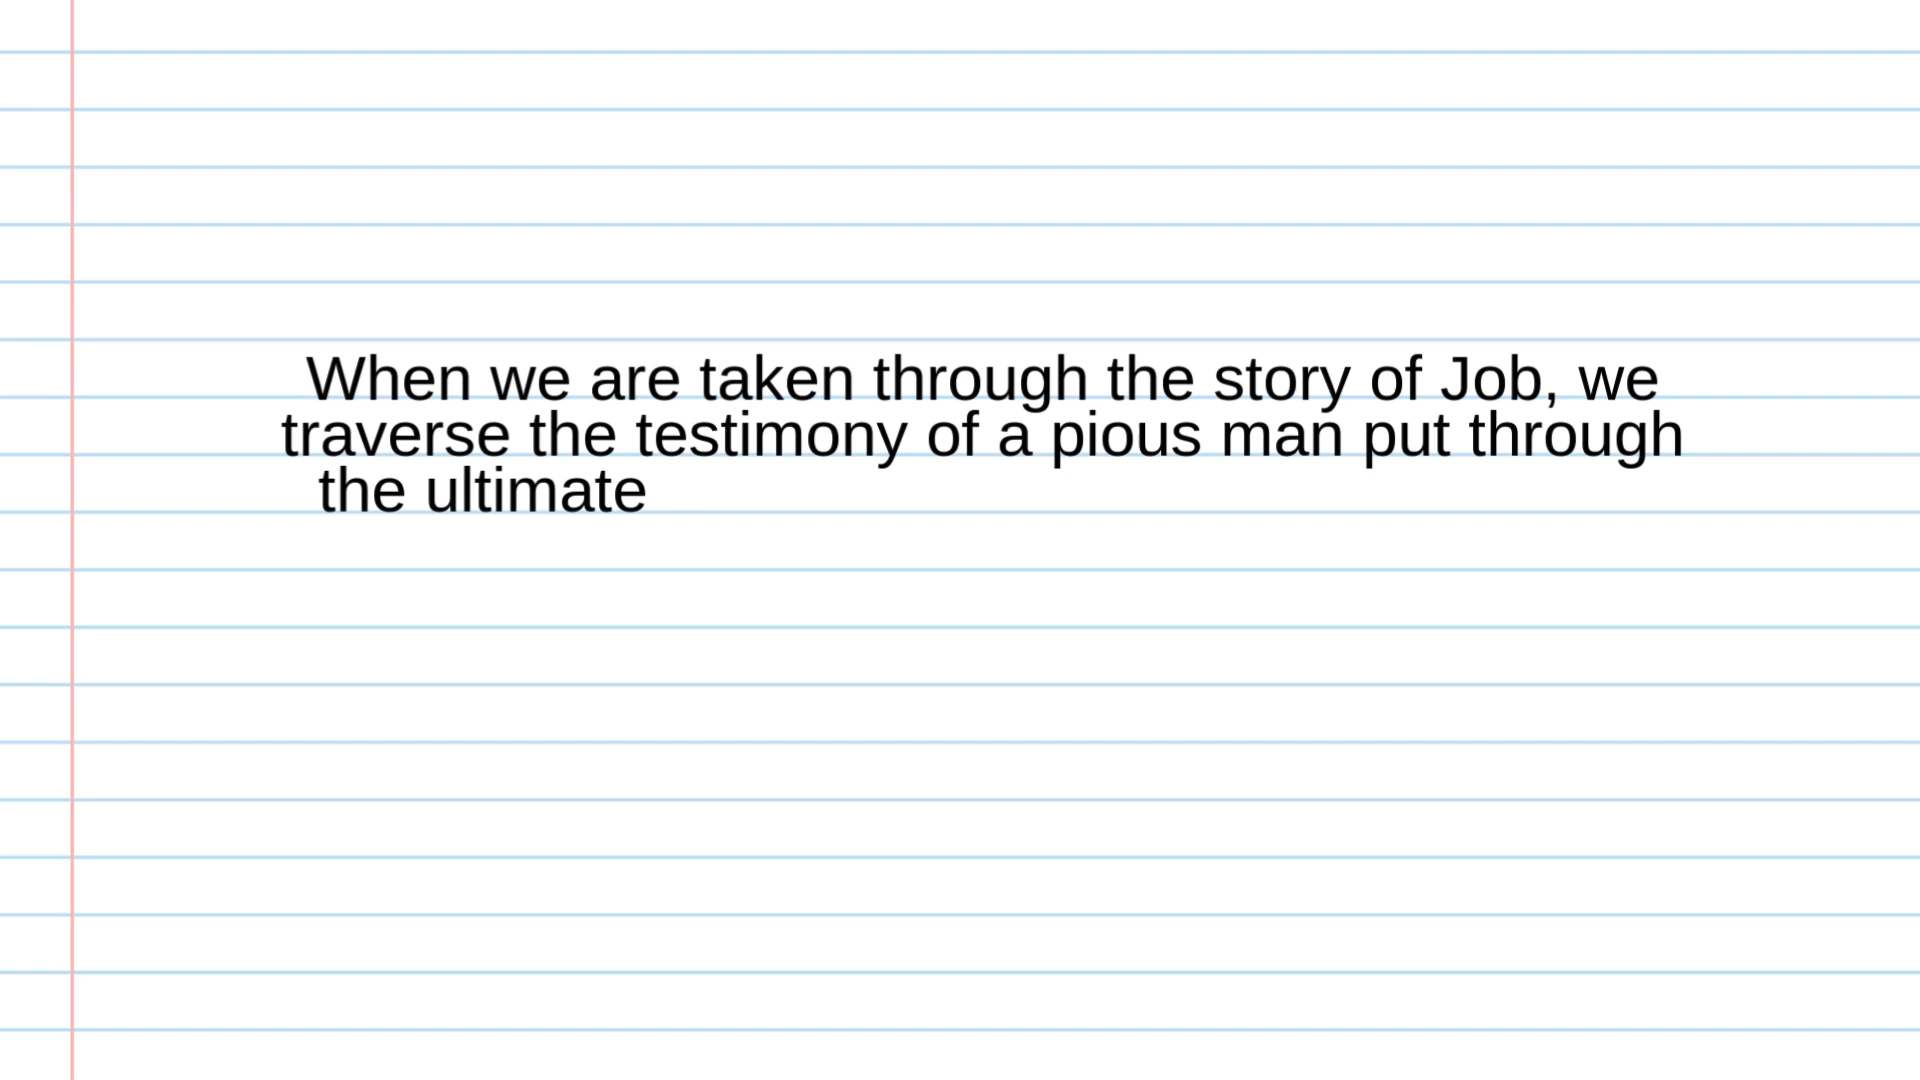 When we are taken through the story of Job, we
traverse the testimony of a pious man put through
the ultimate